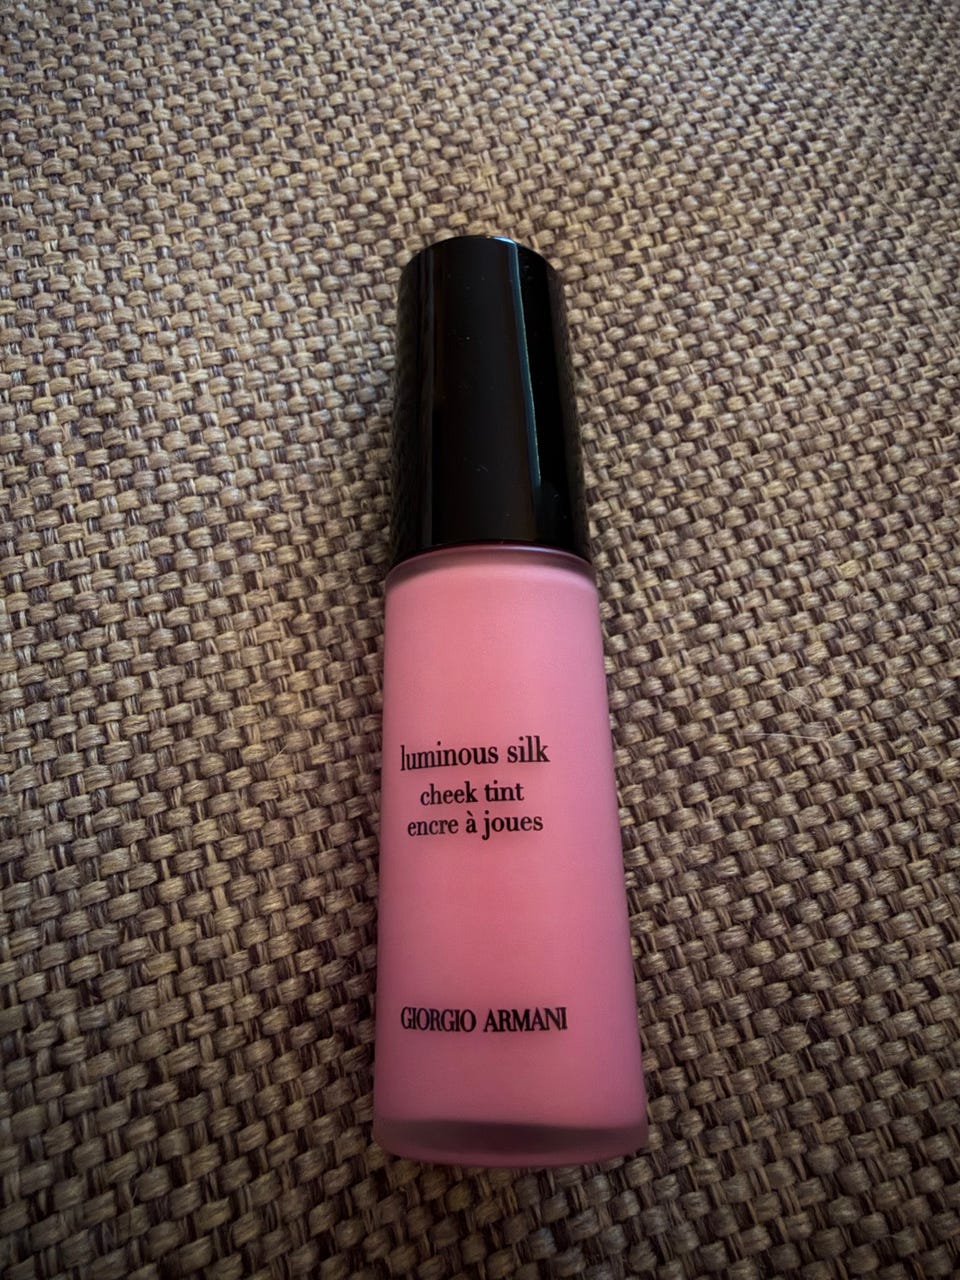 luminous silk
cheek tint
encre à joues
GIORGIO ARMANI